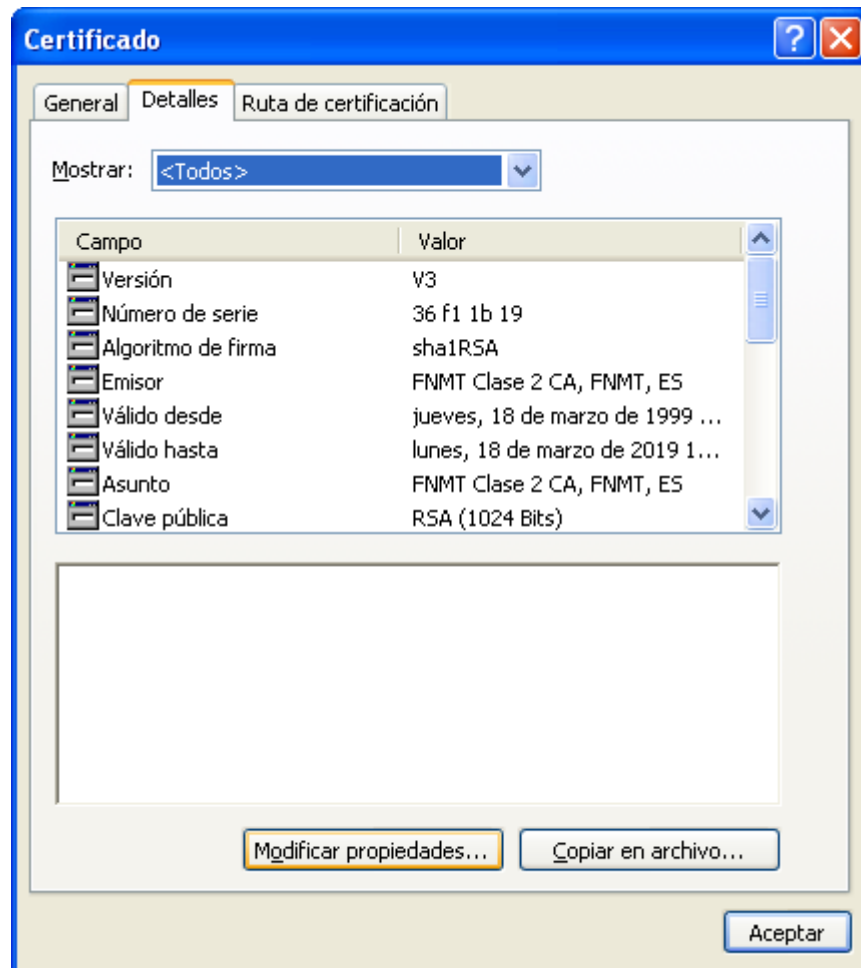 Certificado
General Detalles Ruta de certificación
Mostrar: <Todos>
Campo Valor
Versión V3
Número de serie 36 f1 1b 19
Algoritmo de firma sha1RSA
Emisor FNMT Clase 2 CA, FNMT, ES
Válido desde jueves, 18 de marzo de 1999 ...
Válido hasta lunes, 18 de marzo de 2019 1...
Asunto FNMT Clase 2 CA, FNMT, ES
Clave pública RSA (1024 Bits)
Modificar propiedades... Copiar en archivo...
Aceptar